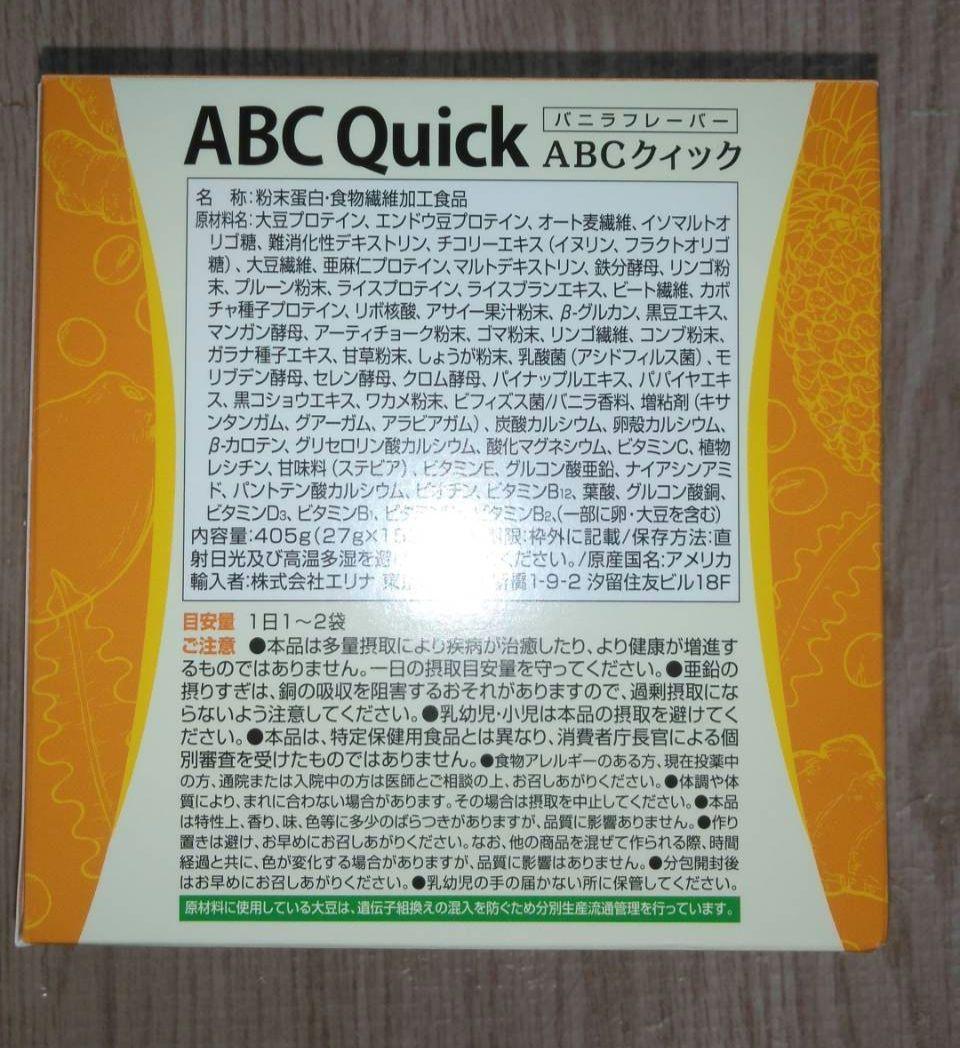 ABC Quick
バニラフレーバー
ABCクイック
名　称：粉末蛋白・食物繊維加工食品
原材料名：大豆プロテイン、エンドウ豆プロテイン、オート麦繊維、イソマルトオ
リゴ糖、難消化性デキストリン、チコリーエキス（イヌリン、フラクトオリゴ
糖）、大豆繊維、亜麻仁プロテイン、マルトデキストリン、鉄分酵母、リンゴ粉
末、プルーン粉末、ライスプロテイン、ライスブランエキス、ビート繊維、カボ
チャ種子プロテイン、リボ核酸、アサイー果汁粉末、β-グルカン、黒豆エキス、
マンガン酵母、アーティチョーク粉末、ゴマ粉末、リンゴ繊維、コンブ粉末、
ガラナ種子エキス、甘草粉末、しょうが粉末、乳酸菌（アシドフィルス菌）、モ
リブデン酵母、セレン酵母、クロム酵母、パイナップルエキス、パパイヤエキ
ス、黒コショウエキス、ワカメ粉末、ビフィズス菌/バニラ香料、増粘剤（キサ
ンタンガム、グアーガム、アラビアガム）、炭酸カルシウム、卵殻カルシウム、
β-カロテン、グリセロリン酸カルシウム、酸化マグネシウム、ビタミンC、植物
レシチン、甘味料（ステビア）、ビタミンE、グルコン酸亜鉛、ナイアシンアミ
ド、パントテン酸カルシウム、ビオチン、ビタミンB12、葉酸、グルコン酸銅、
ビタミンD3、ビタミンB1、ビタミンB2、（一部に卵・大豆を含む）
内容量：405g（27g× 限：枠外に記載/保存方法：直
射日光及び高温多湿を ください。/原産国名：アメリカ
輸入者：株式会社エリナ 1-9-2 汐留住友ビル18F
目安量　1日1～2袋
ご注意　●本品は多量摂取により疾病が治癒したり、より健康が増進す
るものではありません。一日の摂取目安量を守ってください。●亜鉛の
摂りすぎは、銅の吸収を阻害するおそれがありますので、過剰摂取にな
らないよう注意してください。●乳幼児・小児は本品の摂取を避けてく
ださい。●本品は、特定保健用食品とは異なり、消費者庁長官による個
別審査を受けたものではありません。●食物アレルギーのある方、現在投薬中
の方、通院または入院中の方は医師とご相談の上、お召しあがりください。●体調や体
質により、まれに合わない場合があります。その場合は摂取を中止してください。●本品
は特性上、香り、味、色等に多少のばらつきがありますが、品質に影響ありません。●作り
置きは避け、お早めにお召しあがりください。なお、他の商品を混ぜて作られる際、時間
経過と共に、色が変化する場合がありますが、品質に影響はありません。●分包開封後
はお早めにお召しあがりください。●乳幼児の手の届かない所に保管してください。
原材料に使用している大豆は、遺伝子組換えの混入を防ぐため分別生産流通管理を行っています。